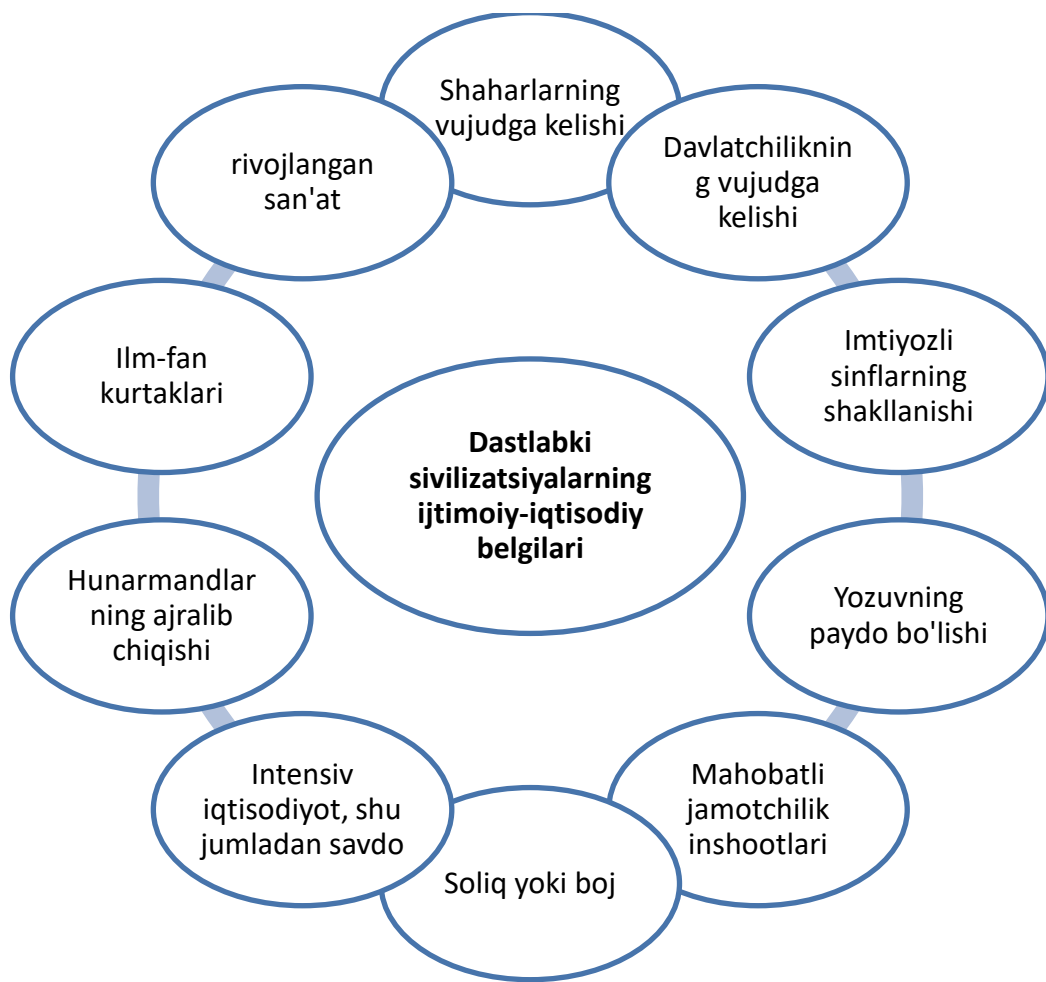 Shaharlarning
vujudga kelishi
Davlatchiliknin
g vujudga
kelishi
Imtiyozli
sinflarning
shakllanishi
Yozuvning
paydo bo'lishi
Mahobatli
jamotchilik
inshootlari
Soliq yoki boj
Intensiv
iqtisodiyot, shu
jumladan savdo
Hunarmandlar
ning ajralib
chiqishi
Ilm-fan
kurtaklari
rivojlangan
san'at
Dastlabki
sivilizatsiyalarning
ijtimoiy-iqtisodiy
belgilari